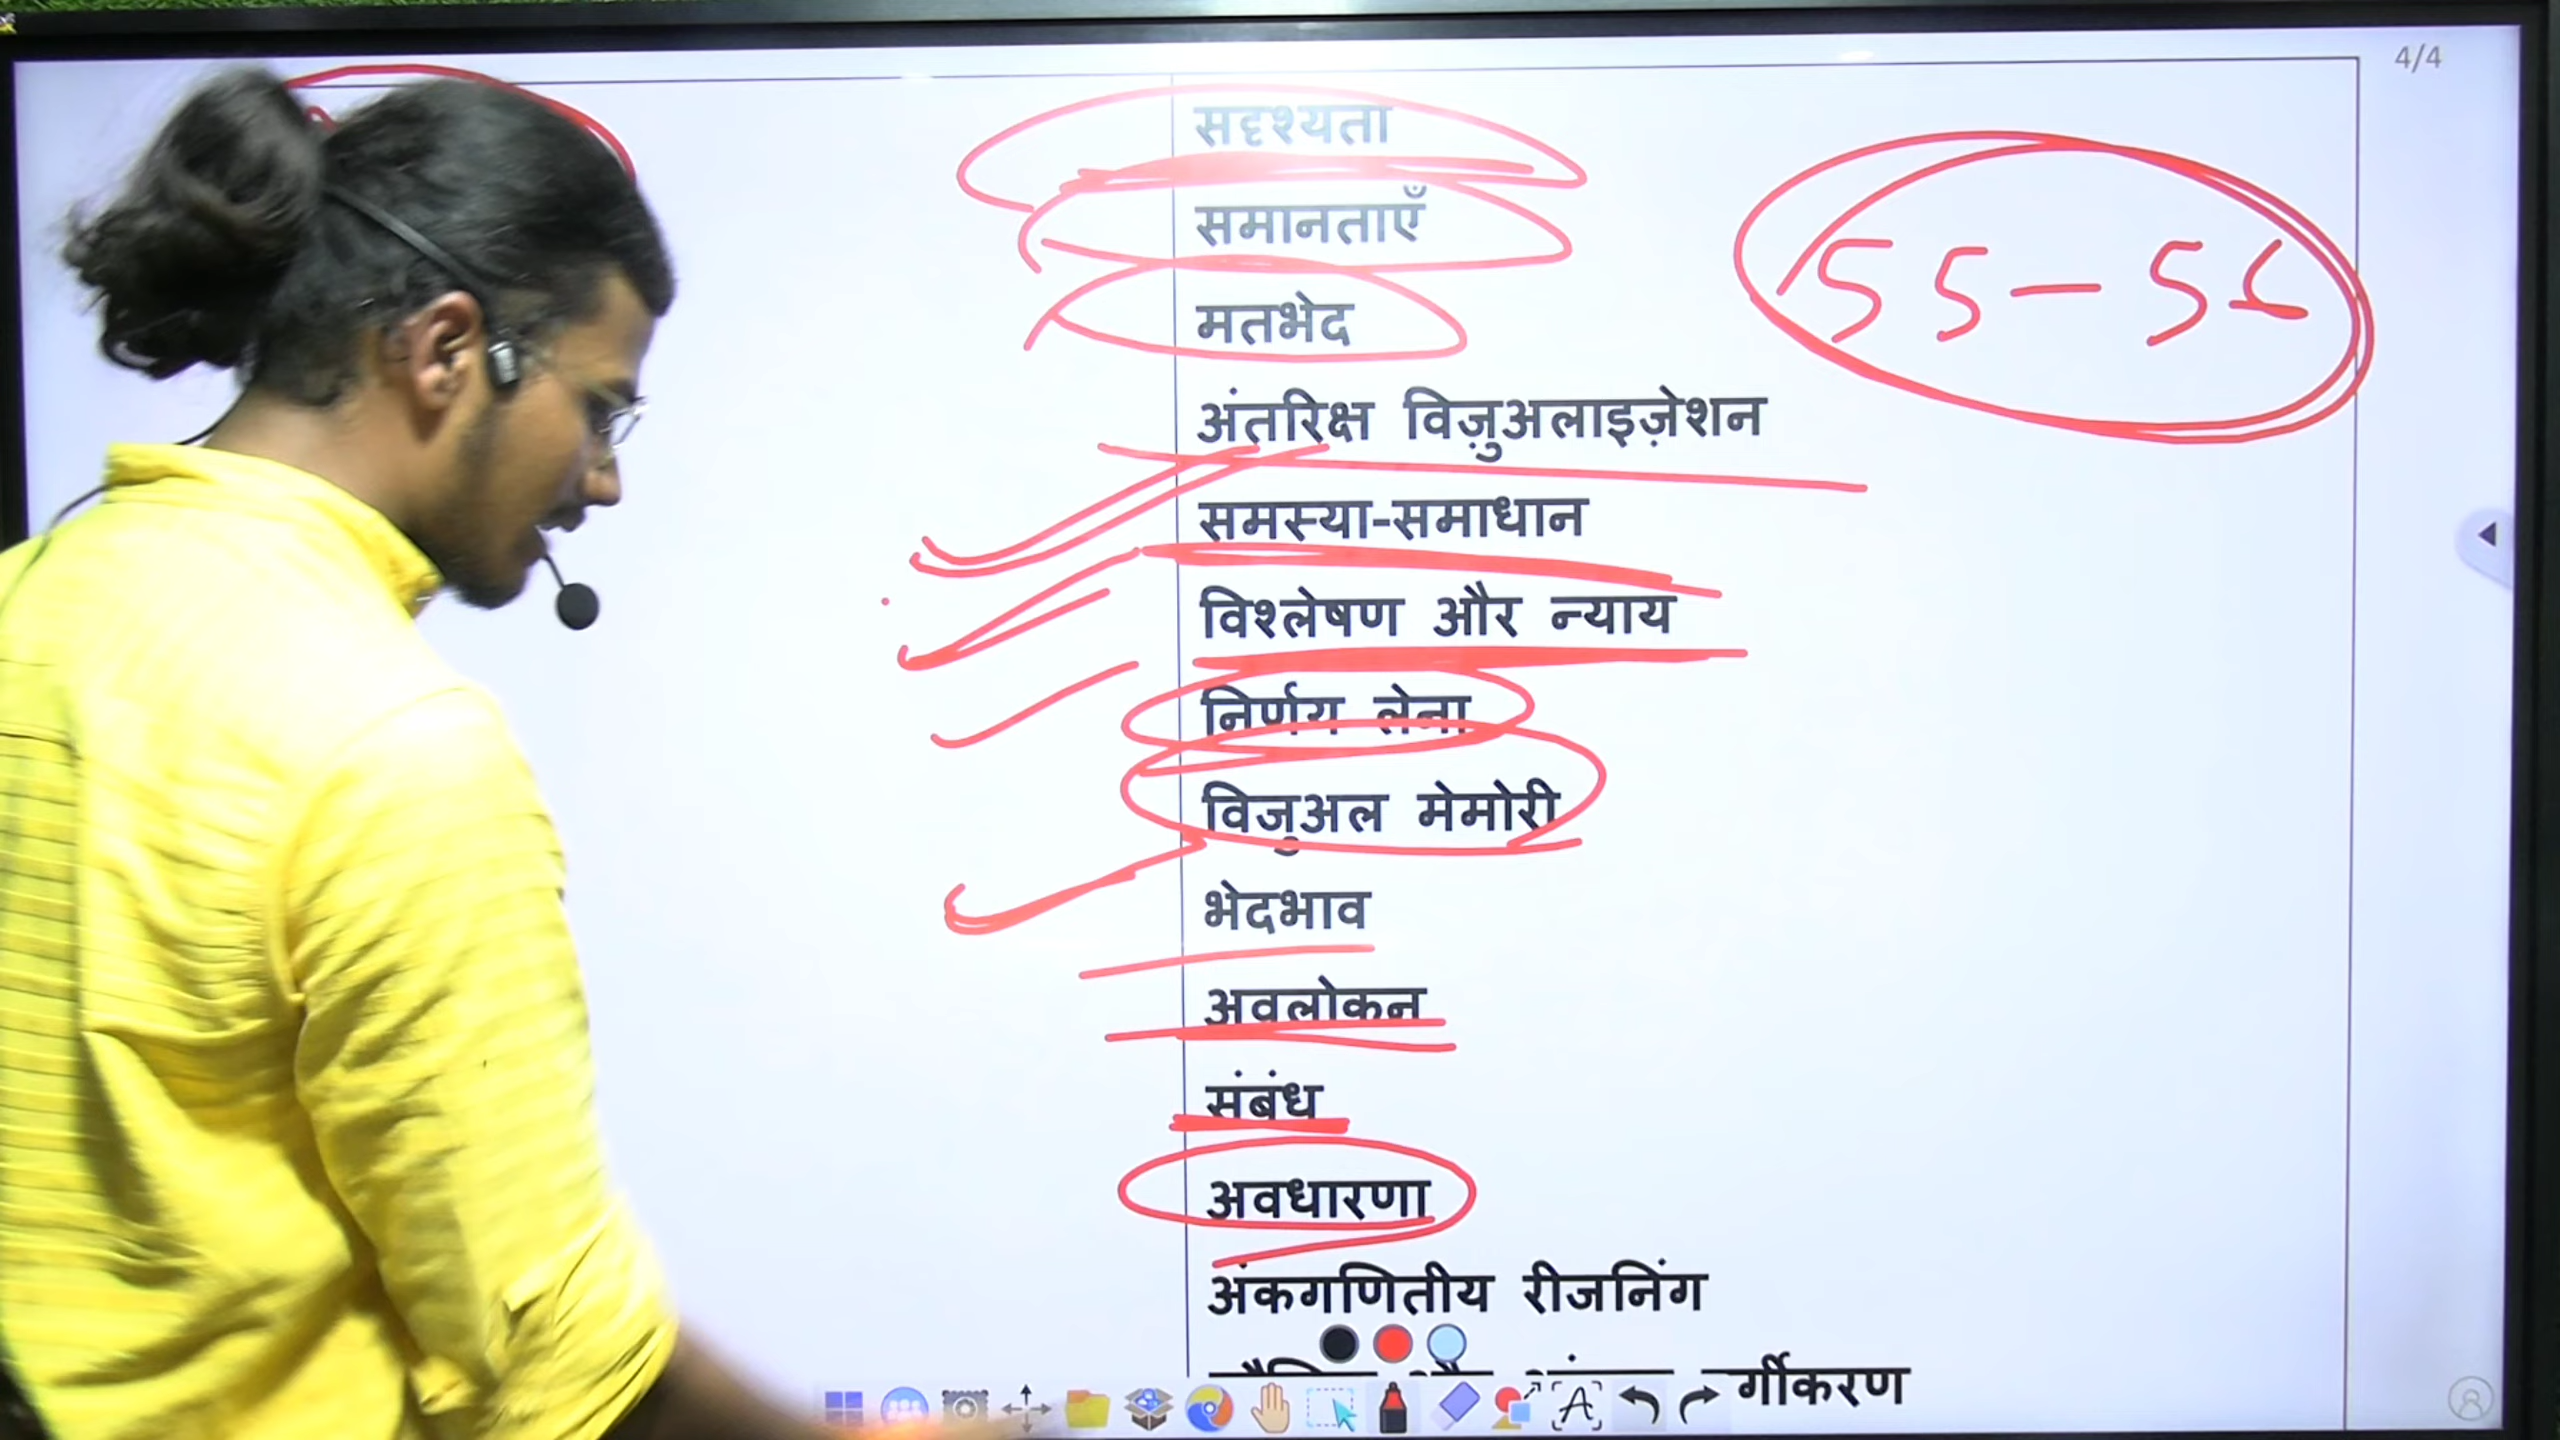 4/4
सदृश्यता
समानताएँ
मतभेद
55-56
अंतरिक्ष विज़ुअलाइज़ेशन
समस्या-समाधान
विश्लेषण और न्याय
निर्णय लेना
विजुअल मेमोरी
भेदभाव
अवलोकन
संबंध
अवधारणा
अंकगणितीय रीजनिंग